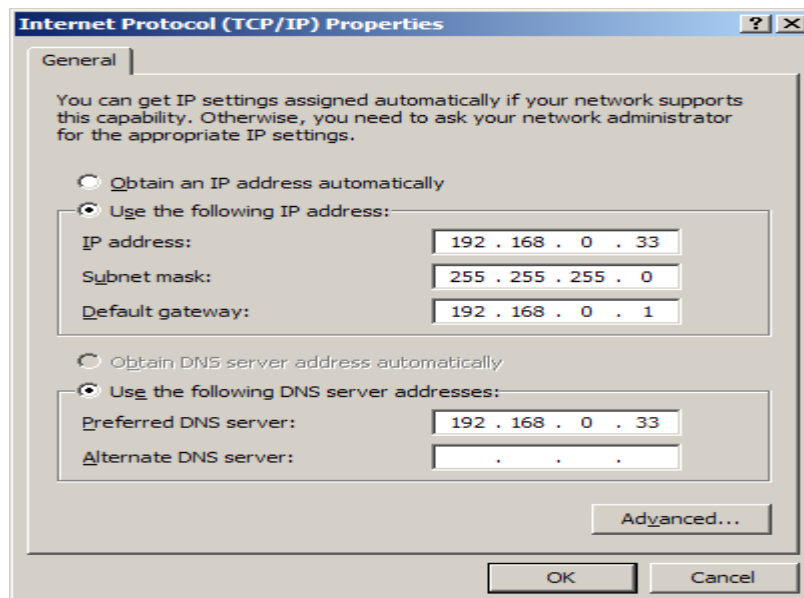 Internet Protocol (TCP/IP) Properties
General
You can get IP settings assigned automatically if your network supports
this capability. Otherwise, you need to ask your network administrator
for the appropriate IP settings.
Obtain an IP address automatically
Use the following IP address:
IP address: 192 . 168 . 0 . 33
Subnet mask: 255 . 255 . 255 . 0
Default gateway: 192 . 168 . 0 . 1
Obtain DNS server address automatically
Use the following DNS server addresses:
Preferred DNS server: 192 . 168 . 0 . 33
Alternate DNS server: . . .
Advanced...
OK Cancel